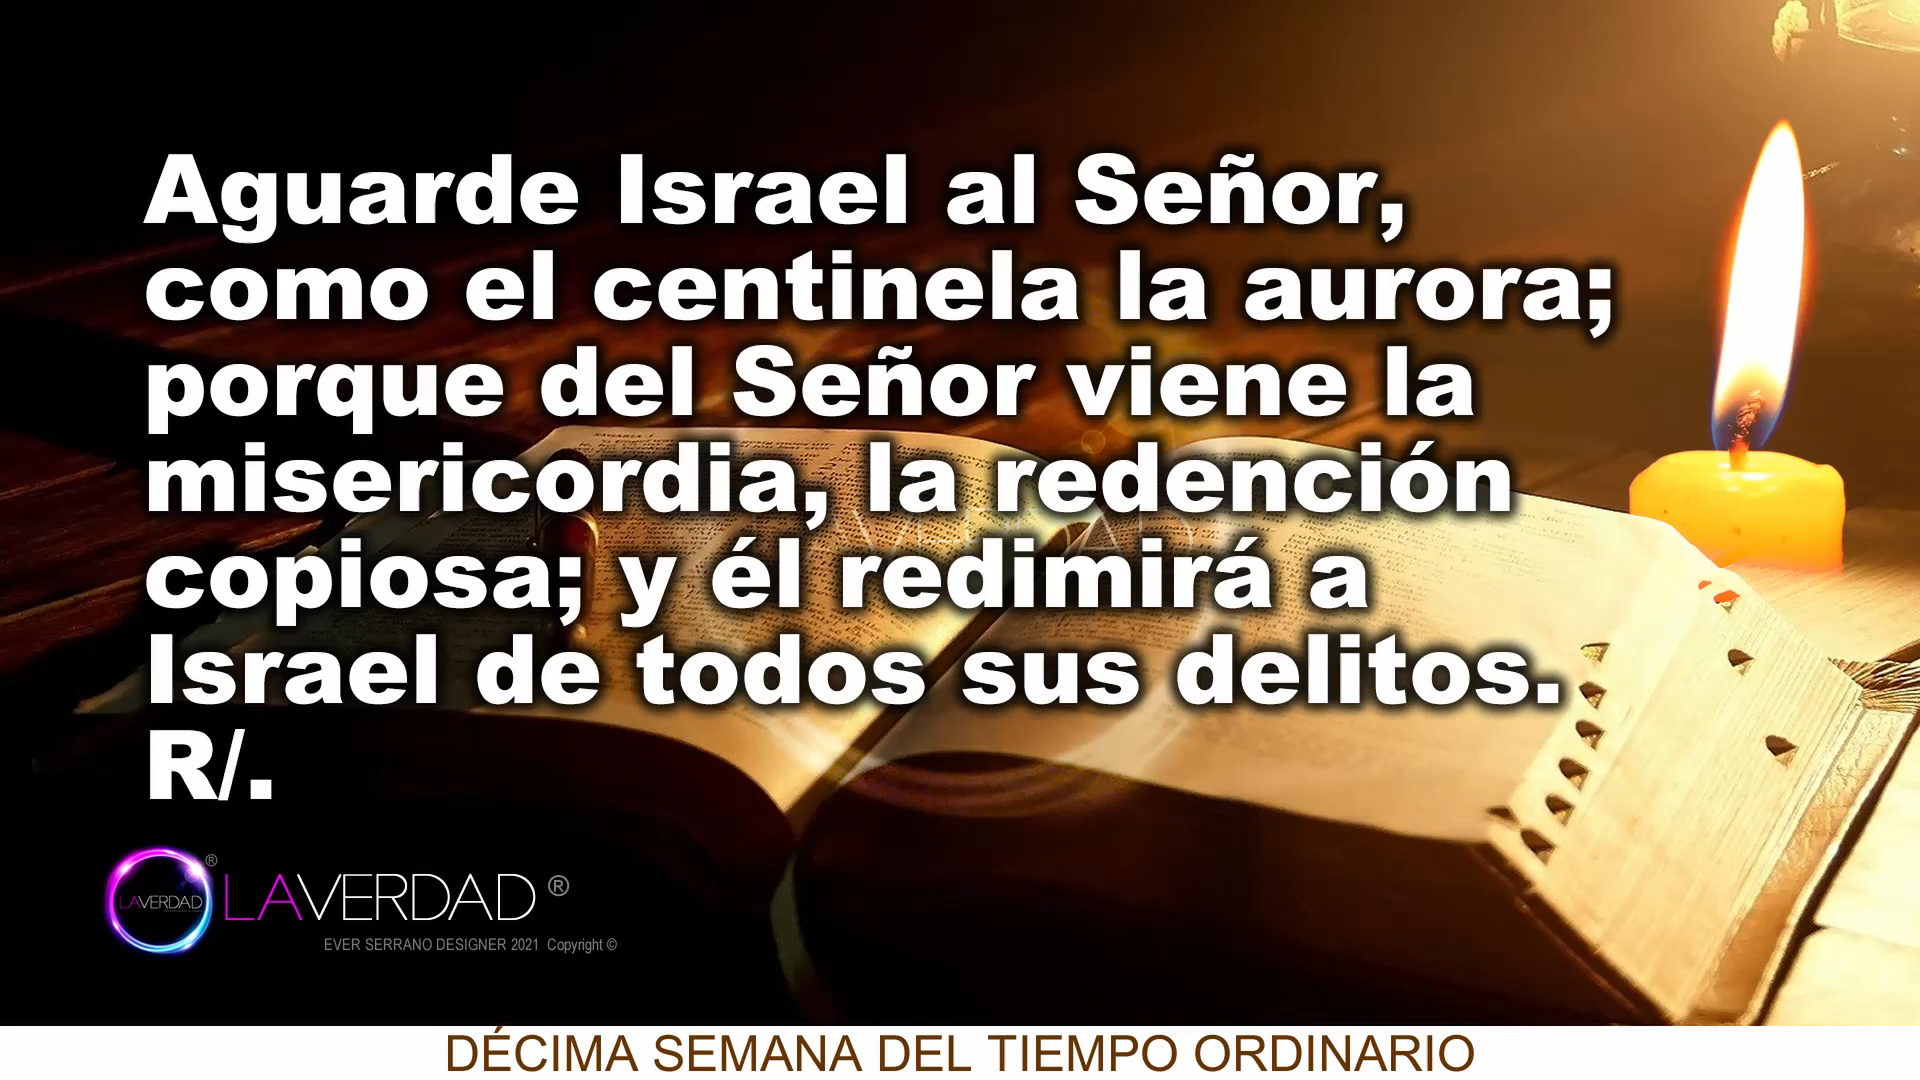 Aguarde Israel al Señor,
como el centinela la aurora;
porque del Señor viene la
misericordia, la redención
copiosa; y él redimirá a
Israel de todos sus delitos.
R/.
LAVERDAD ®
LAVERDAD ®
EVER SERRANO DESIGNER 2021 Copyright ©
DÉCIMA SEMANA DEL TIEMPO ORDINARIO